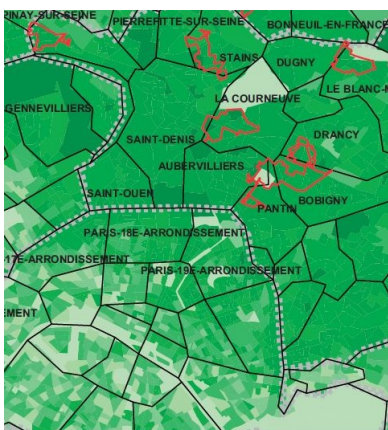 PINAY-SUR-SEINE
PIERREFITTE-SUR-SEINE
BONNEUIL-EN-FRANCE
STAINS
DUGNY
LE BLANC-M
GENNEVILLIERS
LA COURNEUVE
SAINT-DENIS
DRANCY
AUBERVILLIERS
SAINT-OUEN
BOBIGNY
PANTIN
PARIS-18E-ARRONDISSEMENT
-17E-ARRONDISSEMENT
PARIS-19E-ARRONDISSEMENT
EMENT